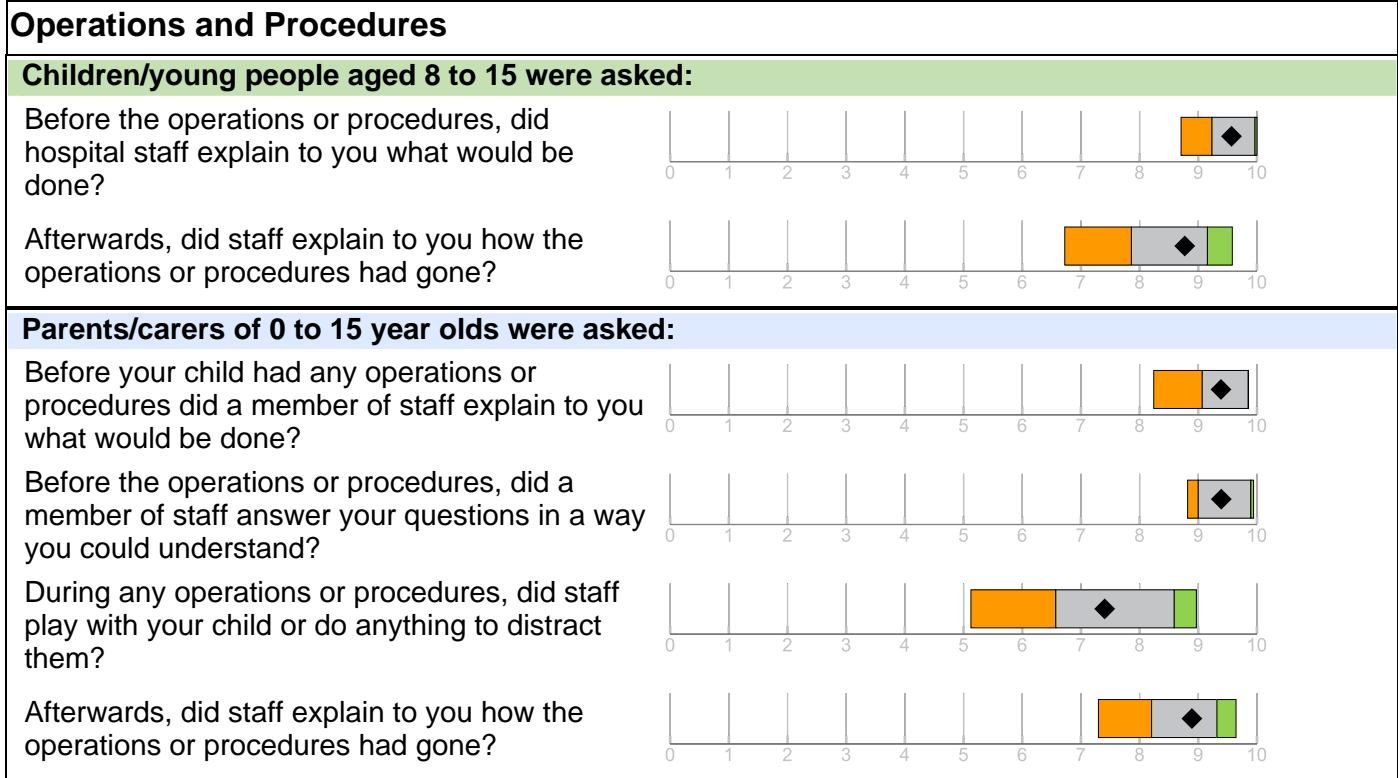 Operations and Procedures
Children/young people aged 8 to 15 were asked:
Before the operations or procedures, did
hospital staff explain to you what would be
done?
0 1 2 3 4 5 6 7 8 9 10
Afterwards, did staff explain to you how the
operations or procedures had gone?
0 1 2 3 4 5 6 7 8 9 10
Parents/carers of 0 to 15 year olds were asked:
Before your child had any operations or
procedures did a member of staff explain to you
what would be done?
0 1 2 3 4 5 6 7 8 9 10
Before the operations or procedures, did a
member of staff answer your questions in a way
you could understand?
0 1 2 3 4 5 6 7 8 9 10
During any operations or procedures, did staff
play with your child or do anything to distract
them?
0 1 2 3 4 5 6 7 8 9 10
Afterwards, did staff explain to you how the
operations or procedures had gone?
0 1 2 3 4 5 6 7 8 9 10